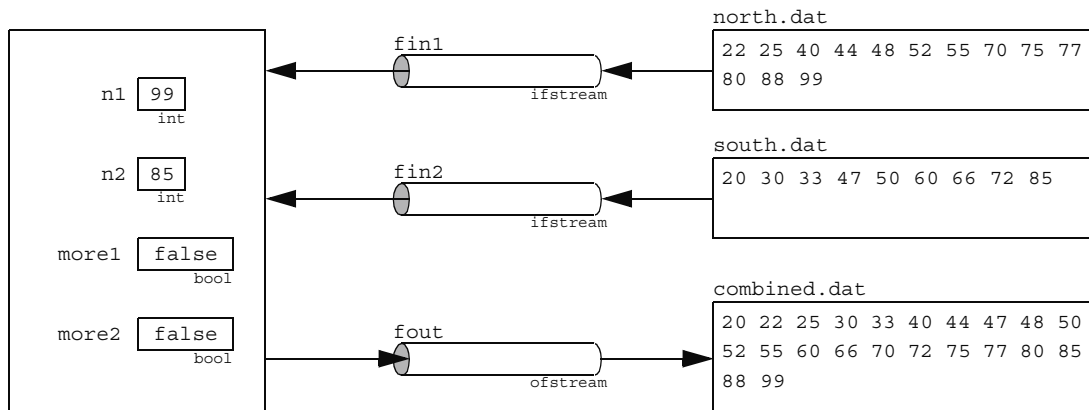 north.dat
fin1
22 25 40 44 48 52 55 70 75 77
80 88 99
n1 99
ifstream
int
south.dat
n2 85
fin2
20 30 33 47 50 60 66 72 85
int
ifstream
more1 false
bool
combined.dat
more2 false
fout
20 22 25 30 33 40 44 47 48 50
52 55 60 66 70 72 75 77 80 85
bool
ofstream
88 99